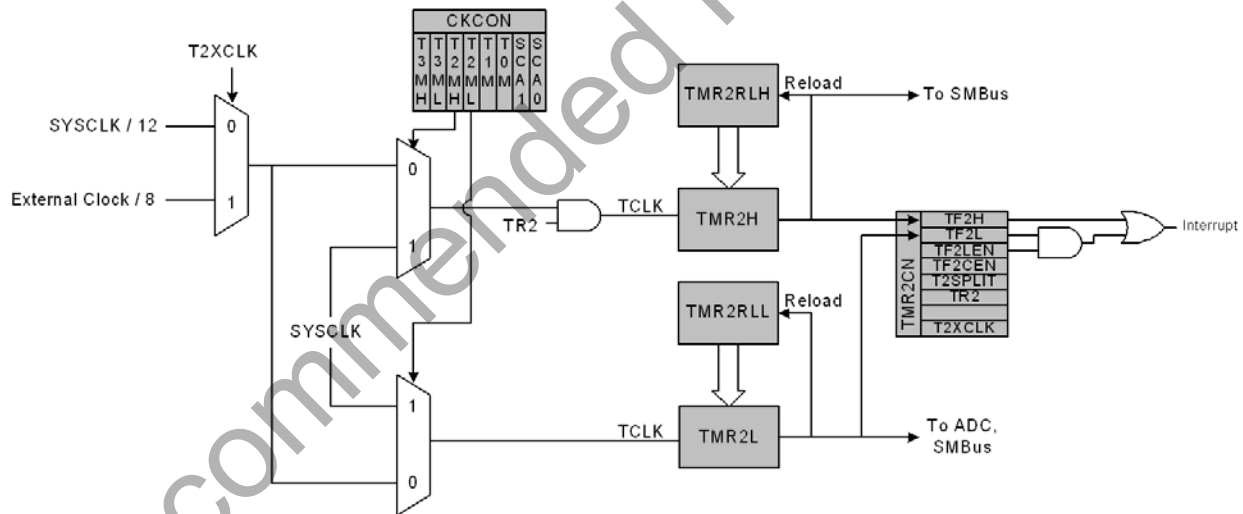 CKCON
T3MH
T3ML
T2MH
T2ML
T1M
T0M
SCA1
SCA0
T2XCLK
SYSCLK / 12
0
External Clock / 8
1
0
1
TR2
TCLK
TMR2RLH
Reload
To SMBus
TMR2H
TMR2CN
TF2H
TF2L
TF2LEN
TF2CEN
T2SPLIT
TR2
T2XCLK
Interrupt
SYSCLK
TMR2RLL
Reload
1
0
TCLK
TMR2L
To ADC,
SMBus
commended